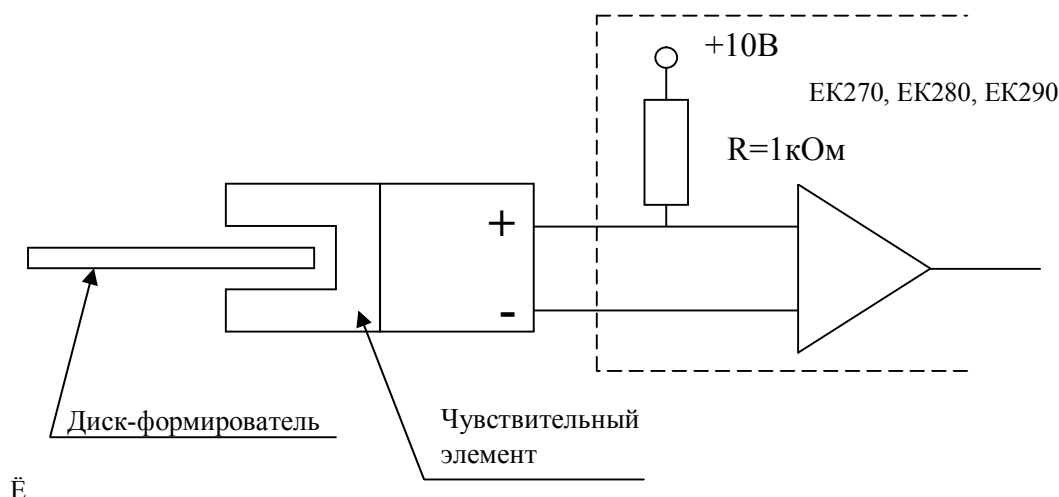 +10В
ЕК270, ЕК280, ЕК290
R=1кОм
+
-
Диск-формирователь
Чувствительный
элемент
Ё